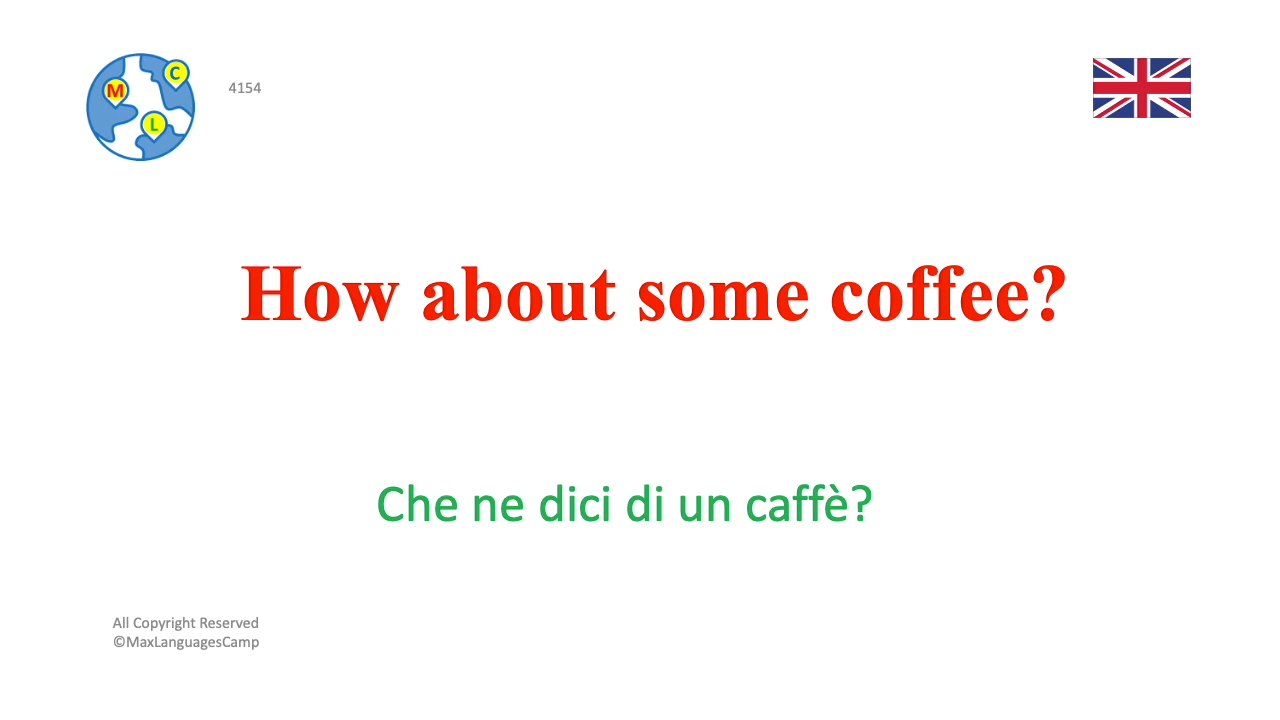 M
C
L
4154
How about some coffee?
Che ne dici di un caffè?
All Copyright Reserved
©MaxLanguagesCamp